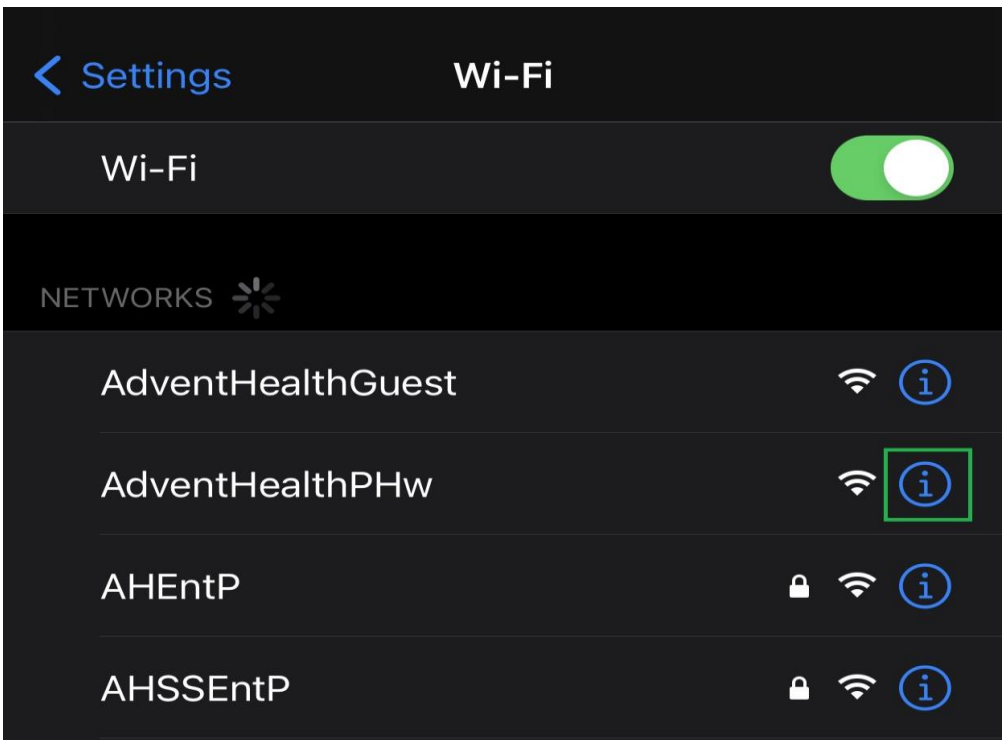 Settings Wi-Fi
Wi-Fi
NETWORKS
AdventHealthGuest
AdventHealthPHw
AHEntP
AHSSEntP